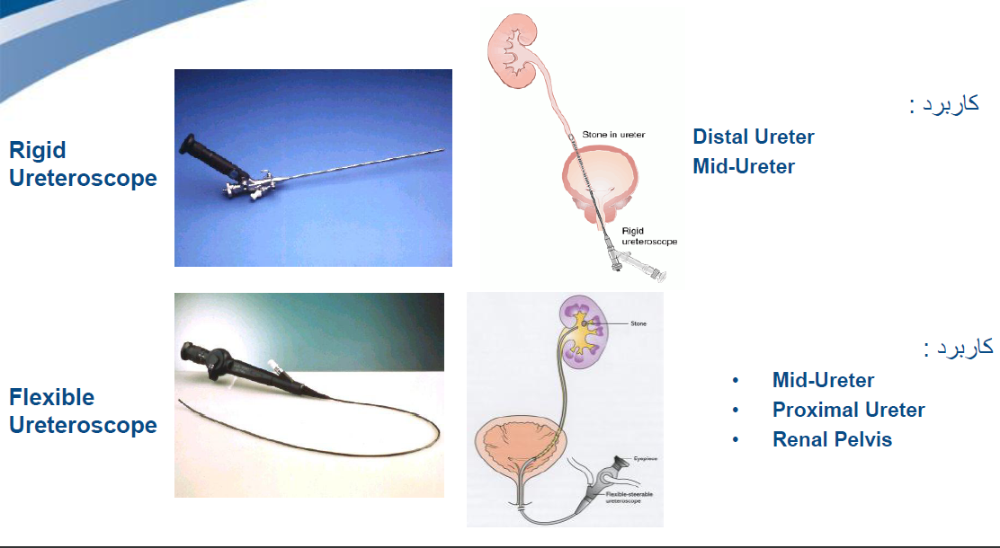 Rigid
Ureteroscope
Stone in ureter
Rigid
ureteroscope
کاربرد :
Distal Ureter
Mid-Ureter
Flexible
Ureteroscope
Stone
Eyepiece
Flexible-steerable
ureteroscope
کاربرد :
• Mid-Ureter
• Proximal Ureter
• Renal Pelvis